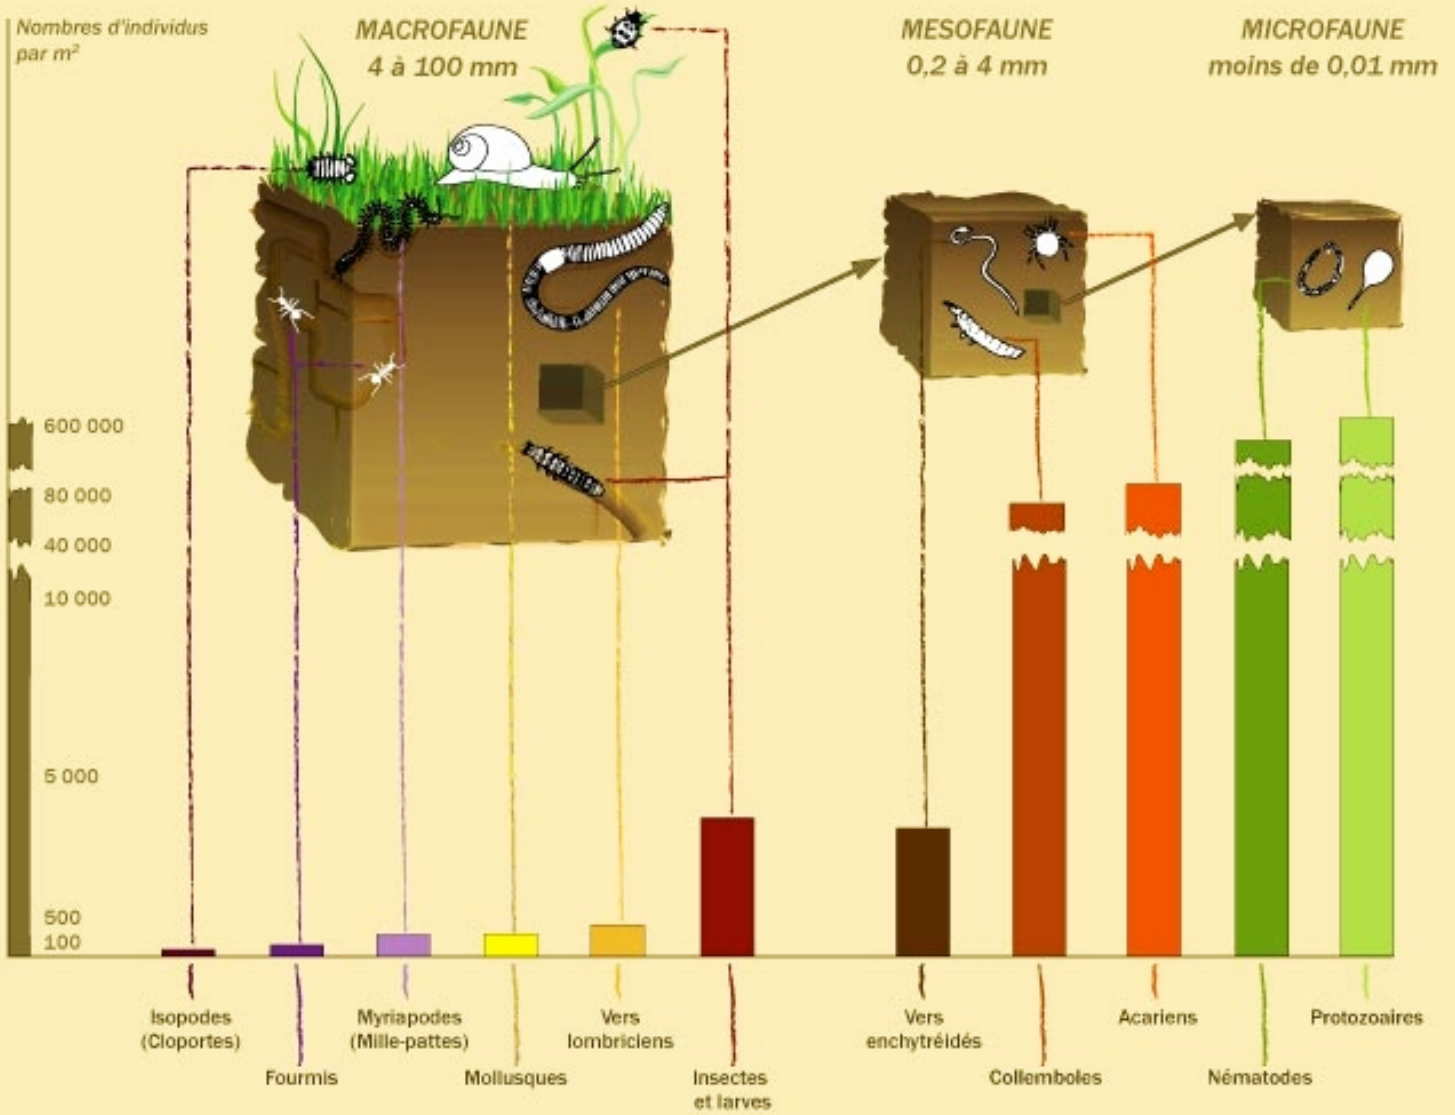 Nombres d'individus
par m²
MACROFAUNE
4 à 100 mm
MESOFAUNE
0,2 à 4 mm
MICROFAUNE
moins de 0,01 mm
600 000
80 000
40 000
10 000
5 000
500
100
Isopodes
(Cloportes)
Fourmis
Myriapodes
(Mille-pattes)
Mollusques
Vers
lombriciens
Insectes
et larves
Vers
enchytréidés
Collemboles
Acariens
Nématodes
Protozoaires